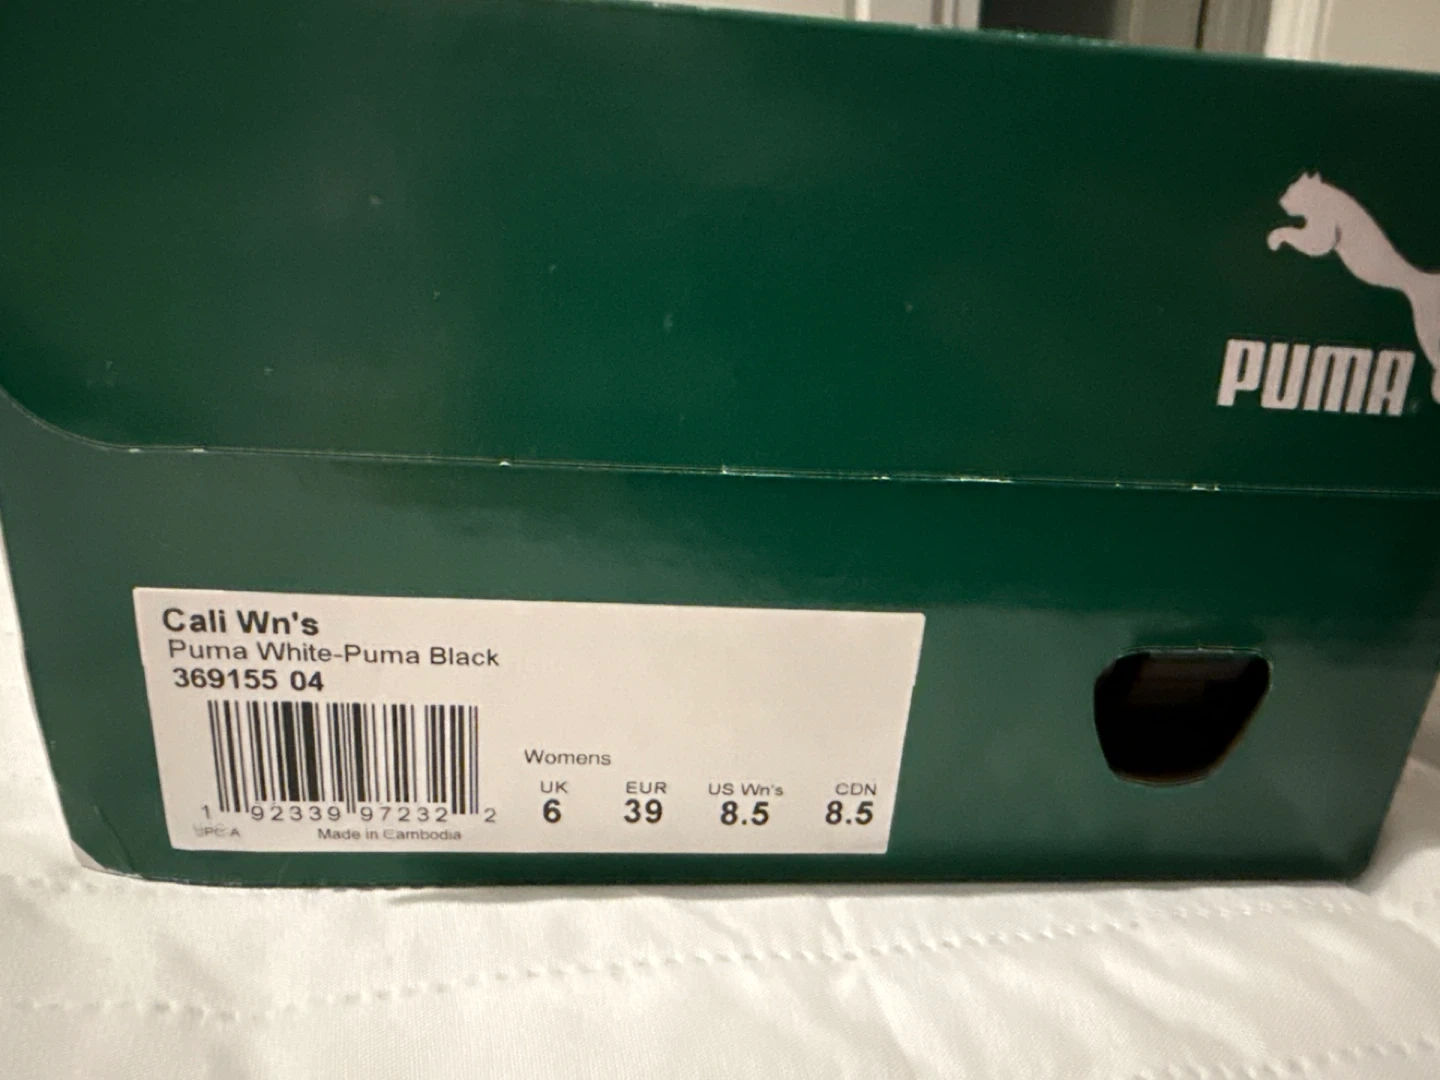 PUMA
Cali Wn's
Puma White-Puma Black
369155 04
Womens
UK EUR US Wn's CDN
6 39 8.5 8.5
1 92339 97232 2
UPC-A Made in Cambodia